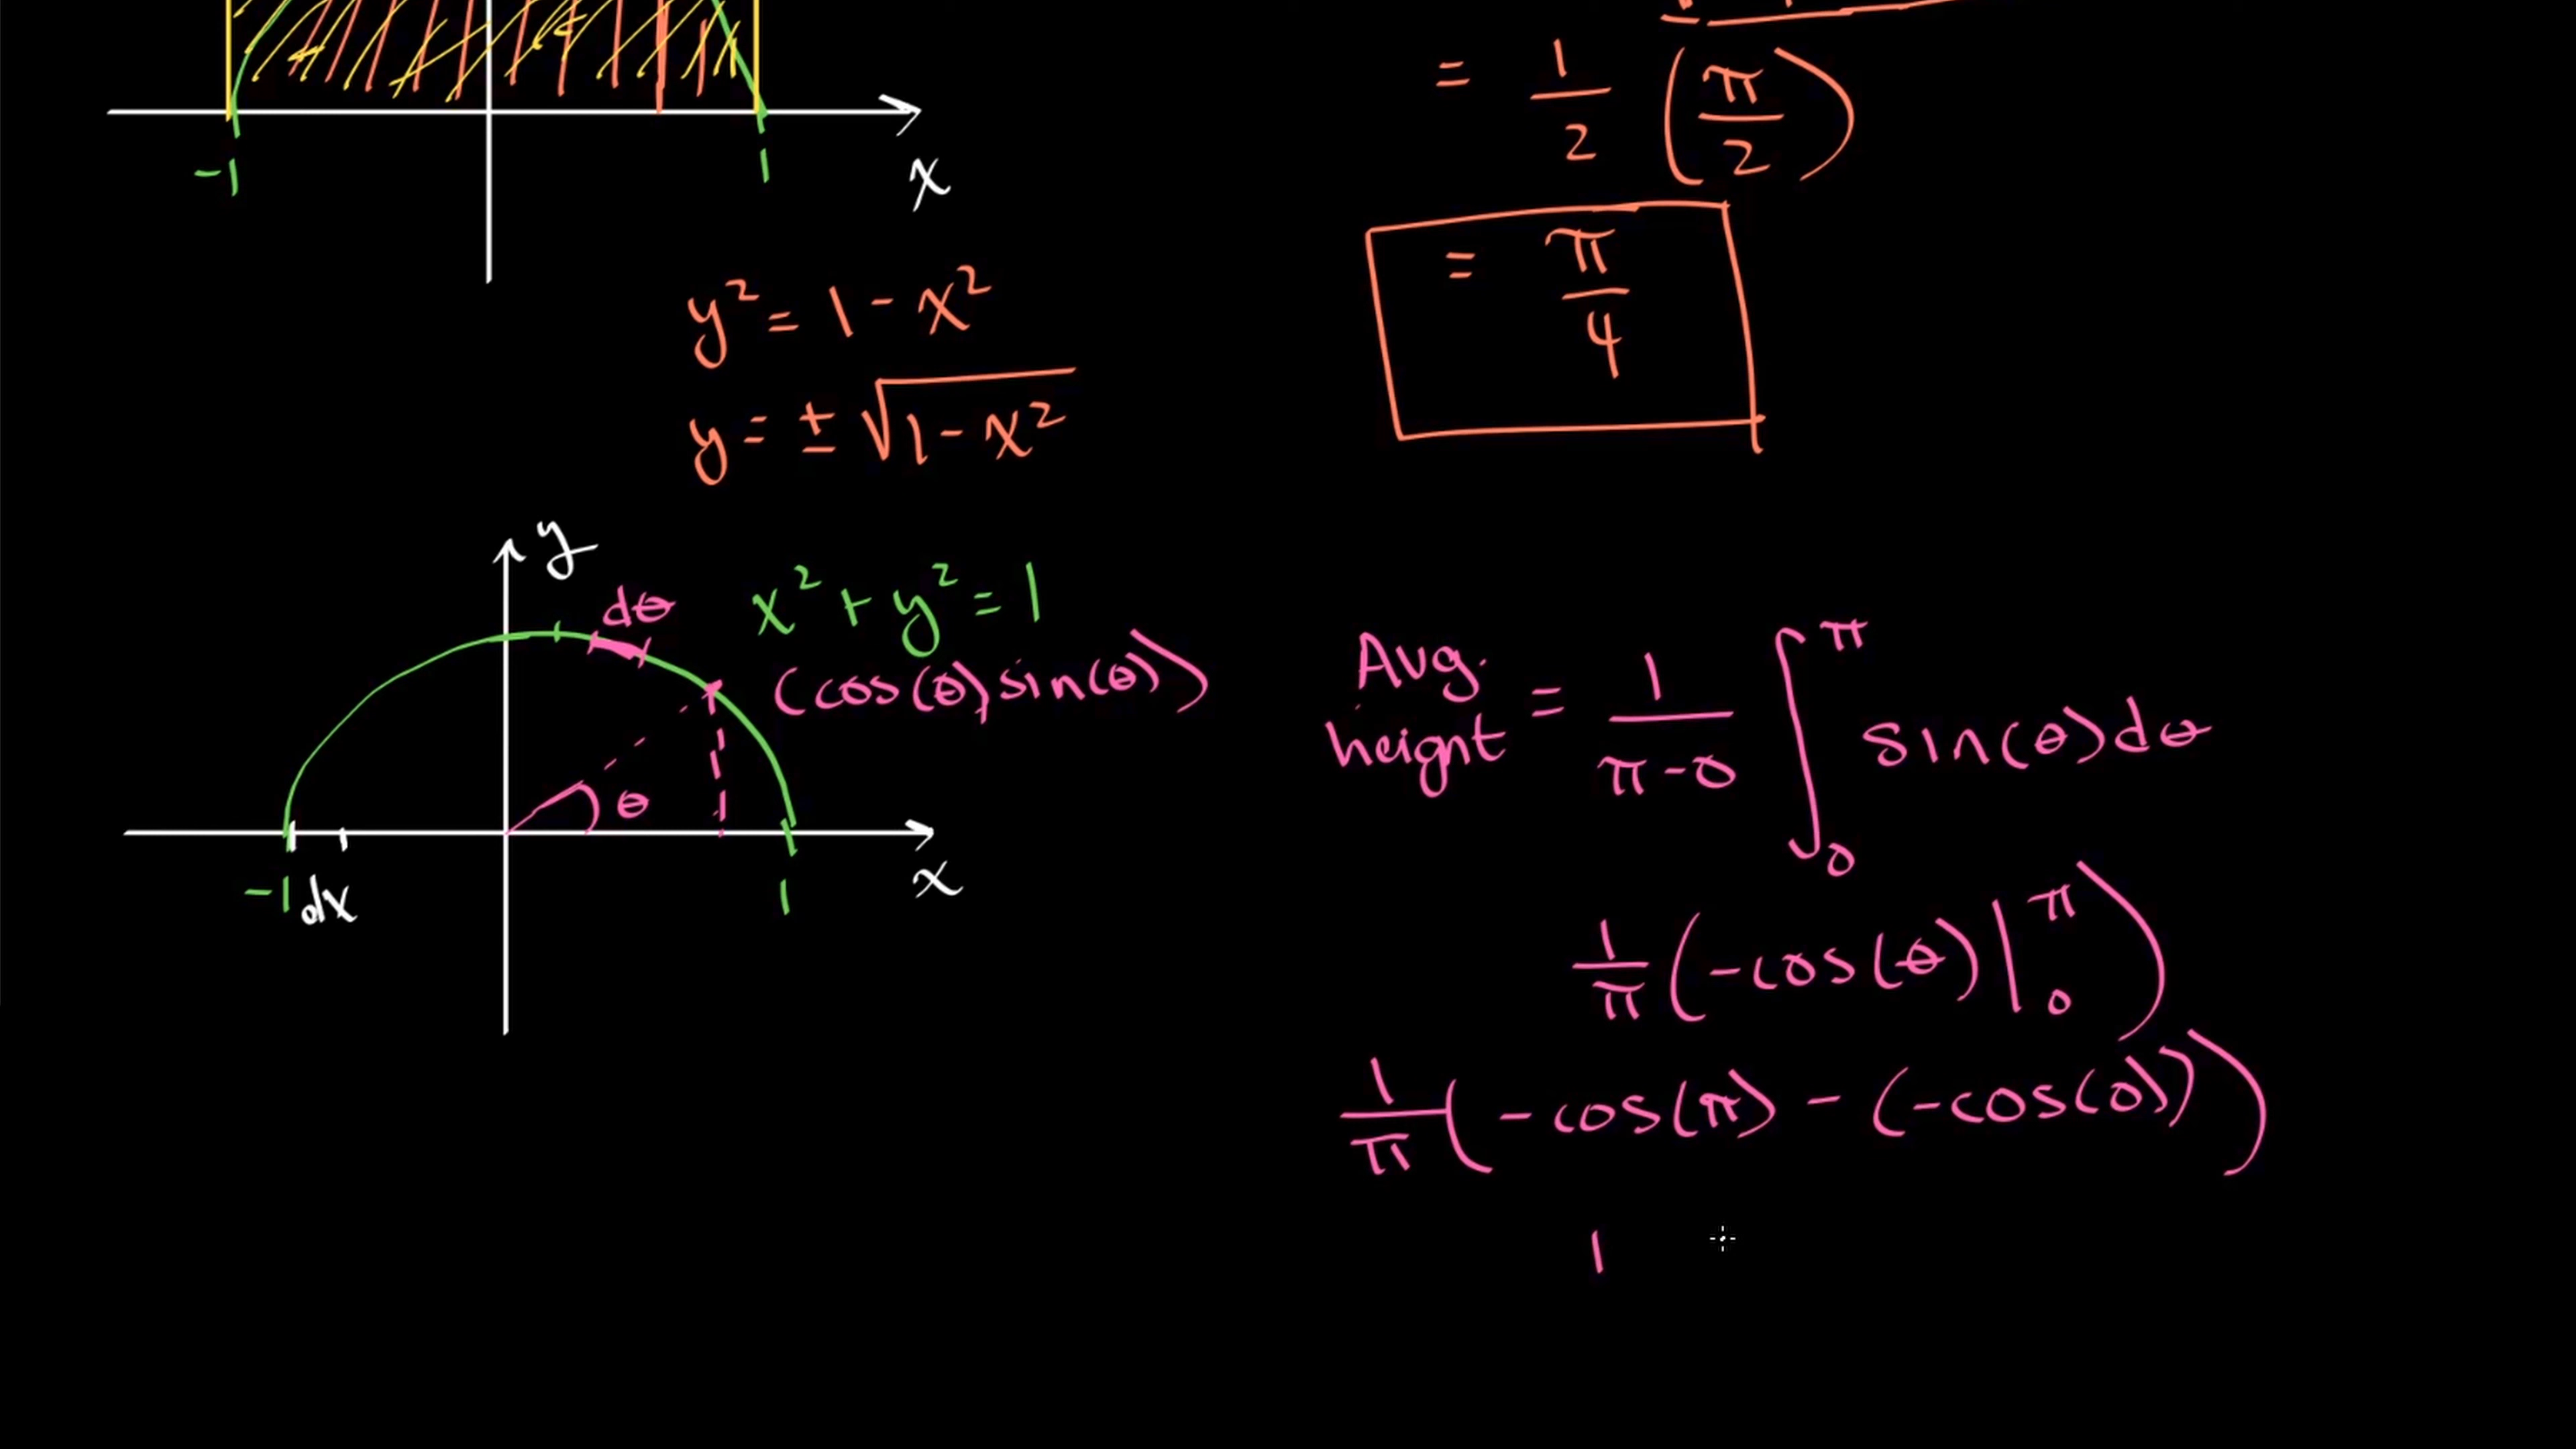 -1
1
x
= 1/2 (π/2)
= π/4
y² = 1 - x²
y = ± √(1 - x²)
y
dθ
x² + y² = 1
(cos(θ), sin(θ))
θ
-1
dx
1
x
Avg. height = 1/(π-0) ∫₀^π sin(θ)dθ
1/π (-cos(θ)|₀^π)
1/π (-cos(π) - (-cos(0)))
1